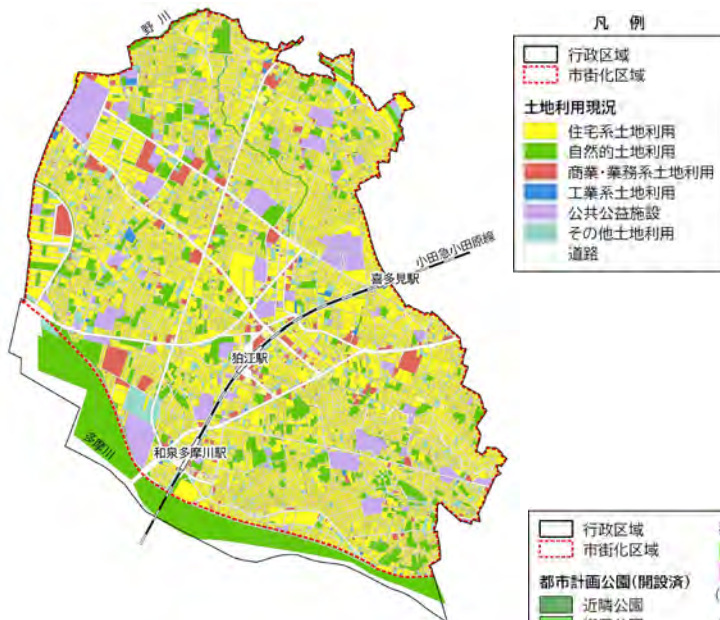 野川
小田急小田原線
喜多見駅
狛江駅
和泉多摩川駅
多摩川
凡 例
行政区域
市街化区域
土地利用現況
住宅系土地利用
自然的土地利用
商業・業務系土地利用
工業系土地利用
公共公益施設
その他土地利用
道路
行政区域
市街化区域
都市計画公園(開設済)
近隣公園